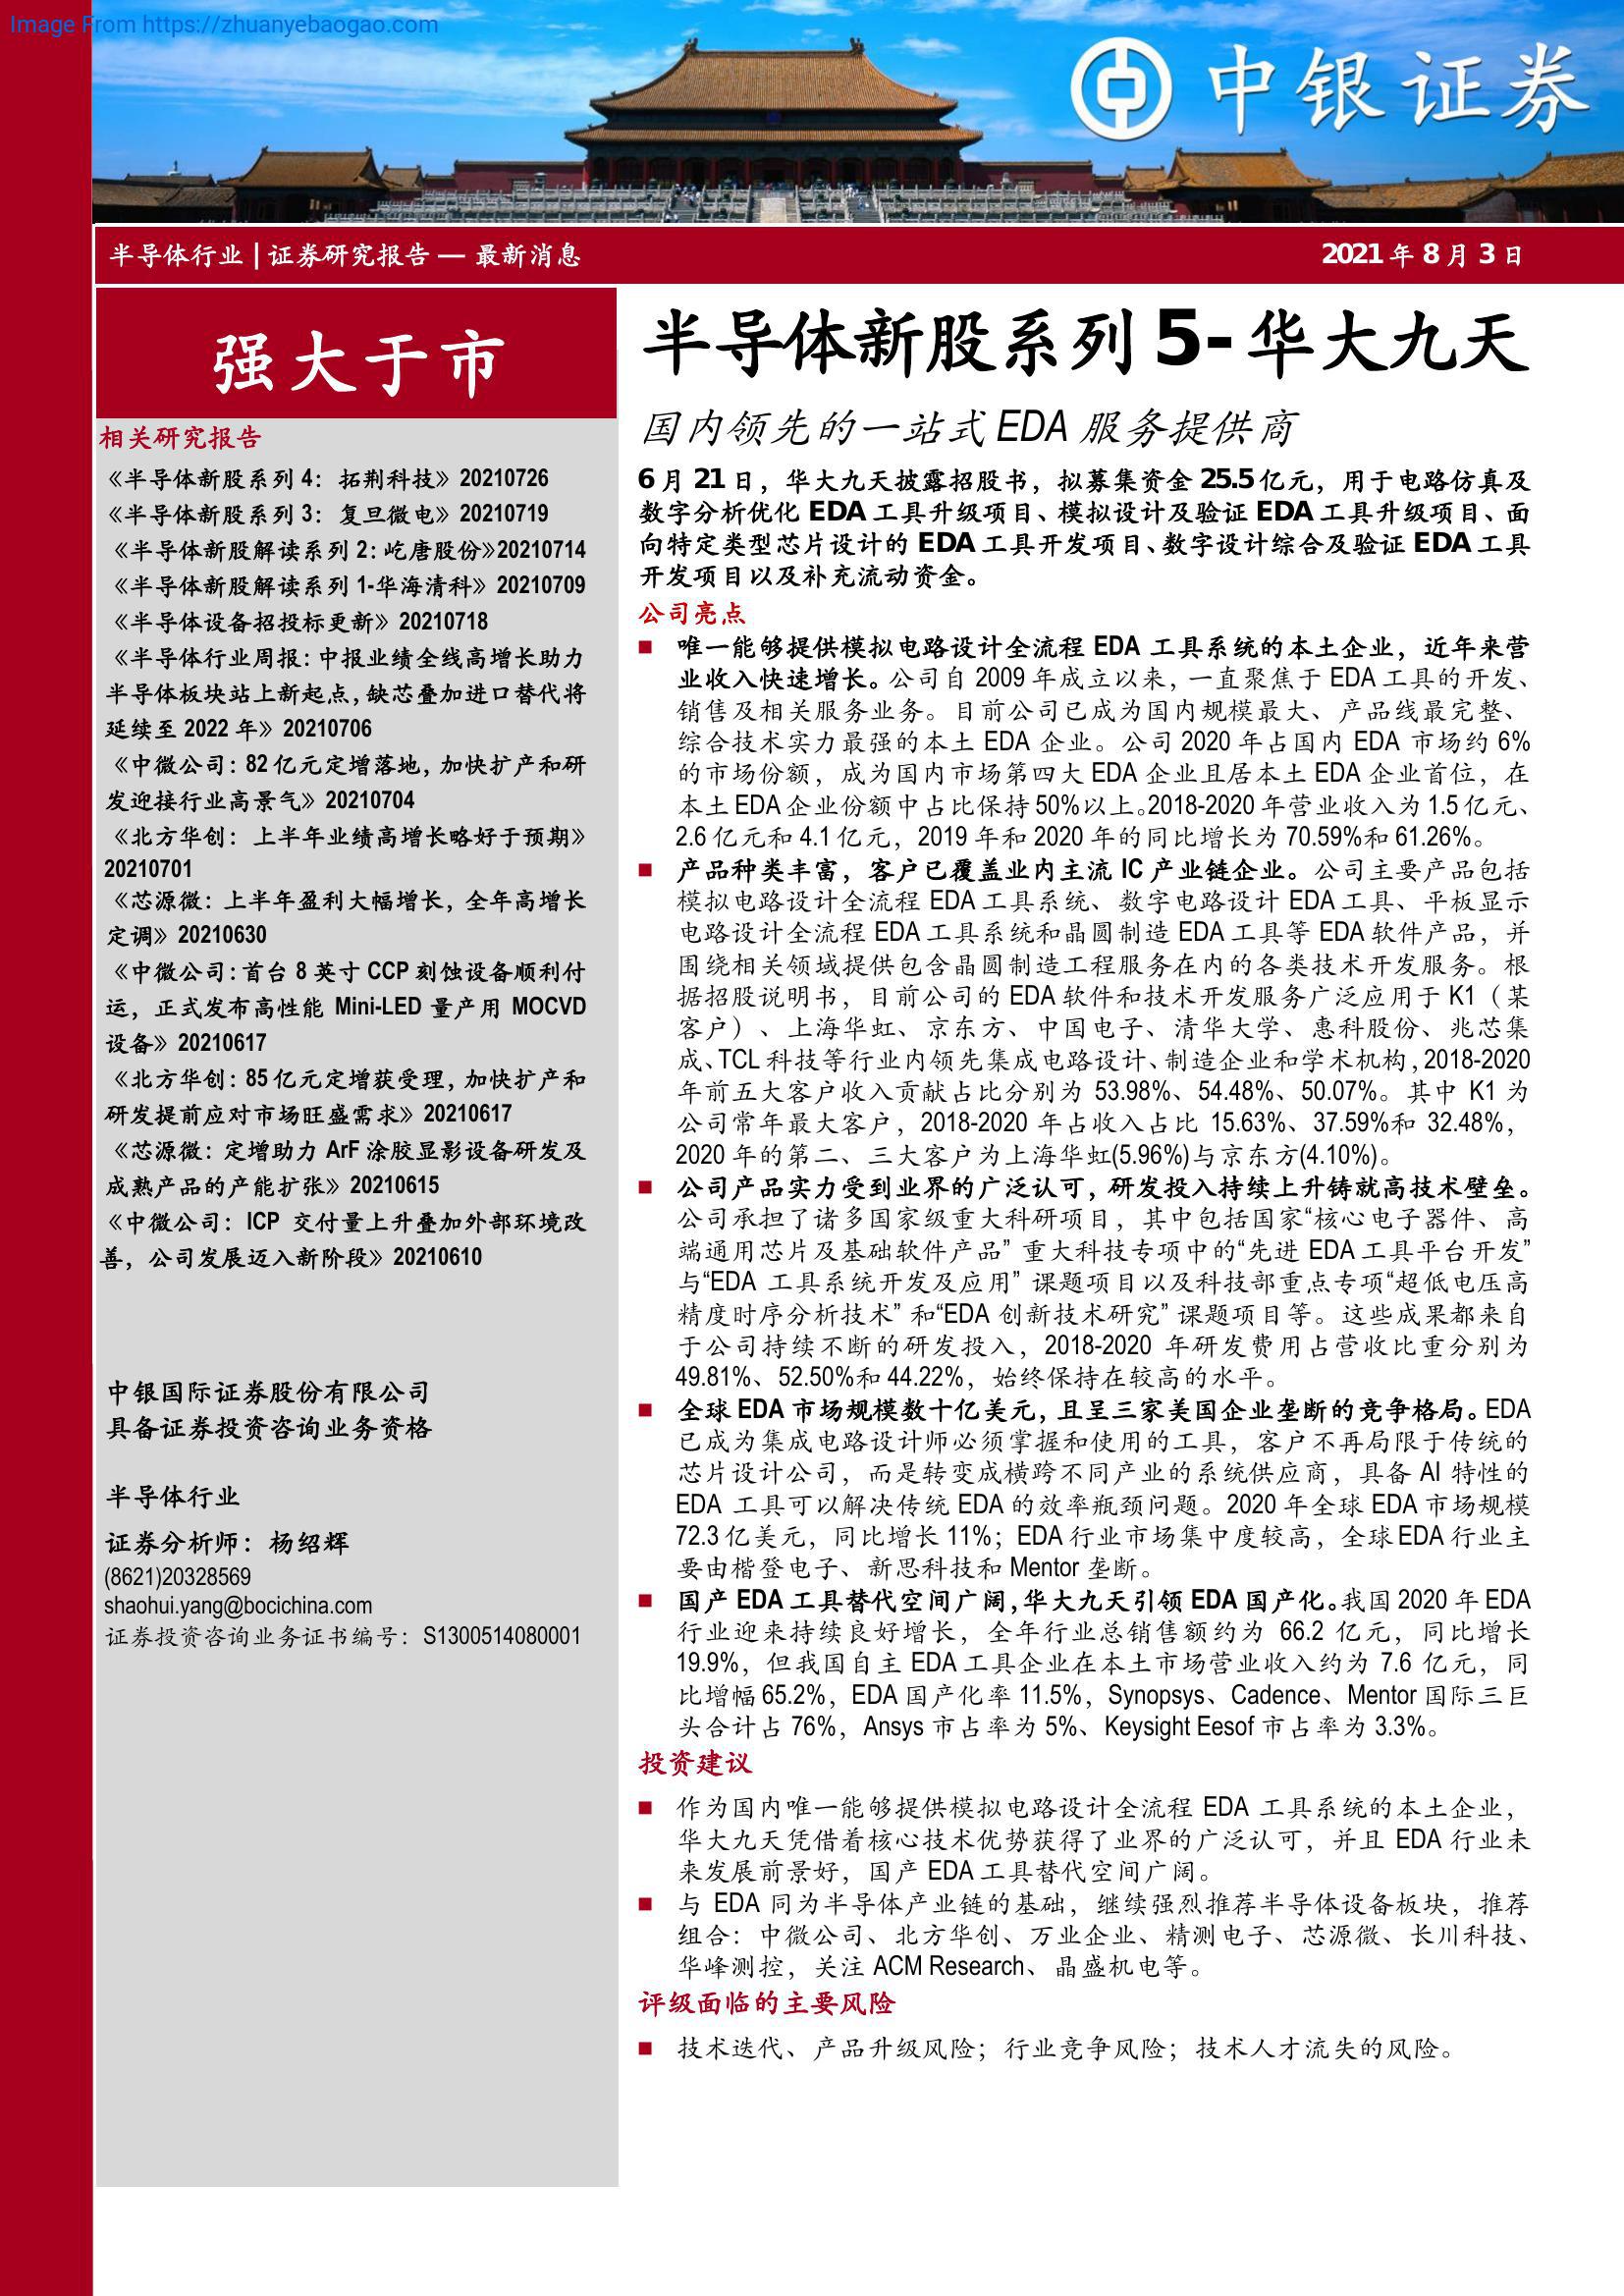 Image From https://zhuanyebaogao.com
中银证券
半导体行业 | 证券研究报告 — 最新消息
2021 年 8 月 3 日
强大于市
相关研究报告
《半导体新股系列 4：拓荆科技》20210726
《半导体新股系列 3：复旦微电》20210719
《半导体新股解读系列 2：屹唐股份》20210714
《半导体新股解读系列 1-华海清科》20210709
《半导体设备招投标更新》20210718
《半导体行业周报：中报业绩全线高增长助力
半导体板块站上新起点，缺芯叠加进口替代将
延续至 2022 年》20210706
《中微公司：82 亿元定增落地，加快扩产和研
发迎接行业高景气》20210704
《北方华创：上半年业绩高增长略好于预期》
20210701
《芯源微：上半年盈利大幅增长，全年高增长
定调》20210630
《中微公司：首台 8 英寸 CCP 刻蚀设备顺利付
运，正式发布高性能 Mini-LED 量产用 MOCVD
设备》20210617
《北方华创：85 亿元定增获受理，加快扩产和
研发提前应对市场旺盛需求》20210617
《芯源微：定增助力 ArF 涂胶显影设备研发及
成熟产品的产能扩张》20210615
《中微公司：ICP 交付量上升叠加外部环境改
善，公司发展迈入新阶段》20210610
中银国际证券股份有限公司
具备证券投资咨询业务资格
半导体行业
证券分析师：杨绍辉
(8621)20328569
shaohui.yang@bocichina.com
证券投资咨询业务证书编号：S1300514080001
半导体新股系列 5-华大九天
国内领先的一站式 EDA 服务提供商
6 月 21 日，华大九天披露招股书，拟募集资金 25.5 亿元，用于电路仿真及
数字分析优化 EDA 工具升级项目、模拟设计及验证 EDA 工具升级项目、面
向特定类型芯片设计的 EDA 工具开发项目、数字设计综合及验证 EDA 工具
开发项目以及补充流动资金。
公司亮点
■ 唯一能够提供模拟电路设计全流程 EDA 工具系统的本土企业，近年来营
业收入快速增长。公司自 2009 年成立以来，一直聚焦于 EDA 工具的开发、
销售及相关服务业务。目前公司已成为国内规模最大、产品线最完整、
综合技术实力最强的本土 EDA 企业。公司 2020 年占国内 EDA 市场约 6%
的市场份额，成为国内市场第四大 EDA 企业且居本土 EDA 企业首位，在
本土 EDA 企业份额中占比保持 50%以上。2018-2020 年营业收入为 1.5 亿元、
2.6 亿元和 4.1 亿元，2019 年和 2020 年的同比增长为 70.59%和 61.26%。
■ 产品种类丰富，客户已覆盖业内主流 IC 产业链企业。公司主要产品包括
模拟电路设计全流程 EDA 工具系统、数字电路设计 EDA 工具、平板显示
电路设计全流程 EDA 工具系统和晶圆制造 EDA 工具等 EDA 软件产品，并
围绕相关领域提供包含晶圆制造工程服务在内的各类技术开发服务。根
据招股说明书，目前公司的 EDA 软件和技术开发服务广泛应用于 K1（某
客户）、上海华虹、京东方、中国电子、清华大学、惠科股份、兆芯集
成、TCL 科技等行业内领先集成电路设计、制造企业和学术机构，2018-2020
年前五大客户收入贡献占比分别为 53.98%、54.48%、50.07%。其中 K1 为
公司常年最大客户，2018-2020 年占收入占比 15.63%、37.59%和 32.48%，
2020 年的第二、三大客户为上海华虹(5.96%)与京东方(4.10%)。
■ 公司产品实力受到业界的广泛认可，研发投入持续上升铸就高技术壁垒。
公司承担了诸多国家级重大科研项目，其中包括国家“核心电子器件、高
端通用芯片及基础软件产品” 重大科技专项中的“先进 EDA 工具平台开发”
与“EDA 工具系统开发及应用” 课题项目以及科技部重点专项“超低电压高
精度时序分析技术” 和“EDA 创新技术研究” 课题项目等。这些成果都来自
于公司持续不断的研发投入，2018-2020 年研发费用占营收比重分别为
49.81%、52.50%和 44.22%，始终保持在较高的水平。
■ 全球 EDA 市场规模数十亿美元，且呈三家美国企业垄断的竞争格局。EDA
已成为集成电路设计师必须掌握和使用的工具，客户不再局限于传统的
芯片设计公司，而是转变成横跨不同产业的系统供应商，具备 AI 特性的
EDA 工具可以解决传统 EDA 的效率瓶颈问题。2020 年全球 EDA 市场规模
72.3 亿美元，同比增长 11%；EDA 行业市场集中度较高，全球 EDA 行业主
要由楷登电子、新思科技和 Mentor 垄断。
■ 国产 EDA 工具替代空间广阔，华大九天引领 EDA 国产化。我国 2020 年 EDA
行业迎来持续良好增长，全年行业总销售额约为 66.2 亿元，同比增长
19.9%，但我国自主 EDA 工具企业在本土市场营业收入约为 7.6 亿元，同
比增幅 65.2%，EDA 国产化率 11.5%，Synopsys、Cadence、Mentor 国际三巨
头合计占 76%，Ansys 市占率为 5%、Keysight Eesof 市占率为 3.3%。
投资建议
■ 作为国内唯一能够提供模拟电路设计全流程 EDA 工具系统的本土企业，
华大九天凭借着核心技术优势获得了业界的广泛认可，并且 EDA 行业未
来发展前景好，国产 EDA 工具替代空间广阔。
■ 与 EDA 同为半导体产业链的基础，继续强烈推荐半导体设备板块，推荐
组合：中微公司、北方华创、万业企业、精测电子、芯源微、长川科技、
华峰测控，关注 ACM Research、晶盛机电等。
评级面临的主要风险
■ 技术迭代、产品升级风险；行业竞争风险；技术人才流失的风险。